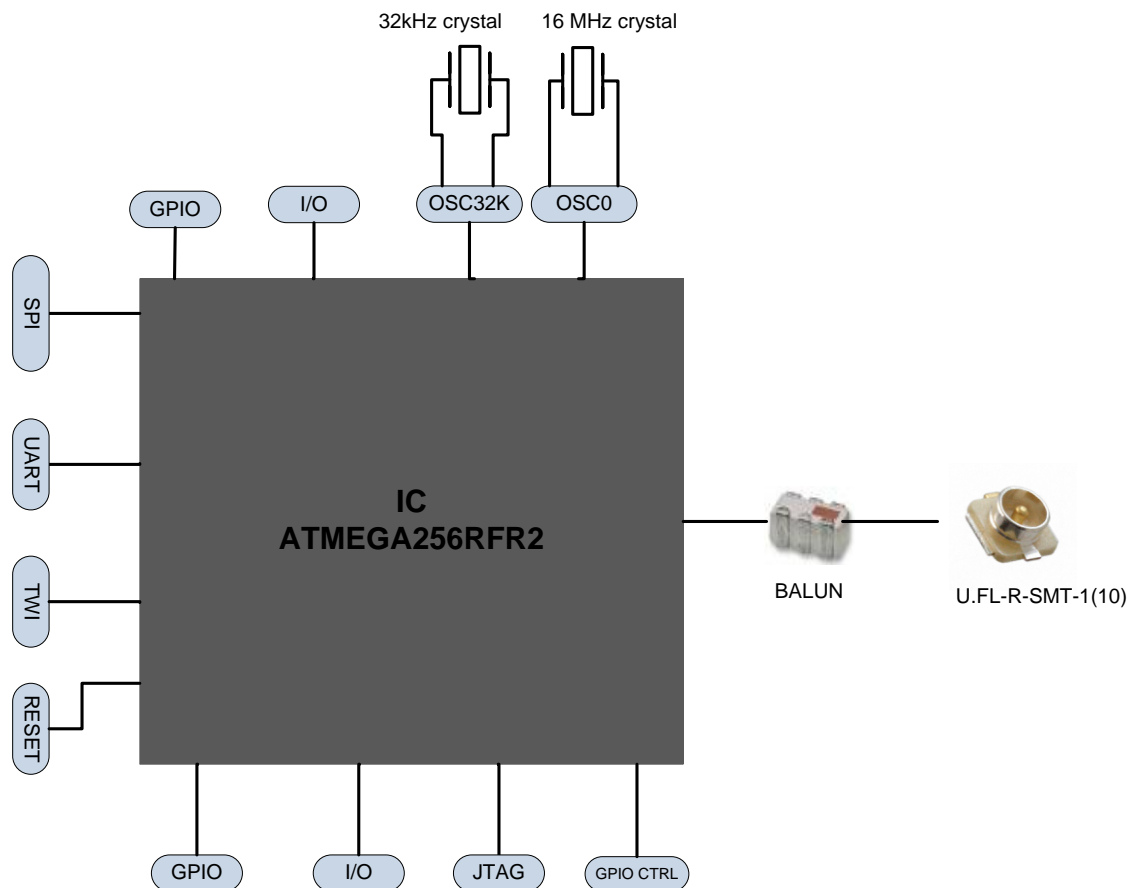 32kHz crystal
16 MHz crystal
GPIO
I/O
OSC32K
OSC0
SPI
UART
TWI
RESET
IC
ATMEGA256RFR2
BALUN
U.FL-R-SMT-1(10)
GPIO
I/O
JTAG
GPIO CTRL